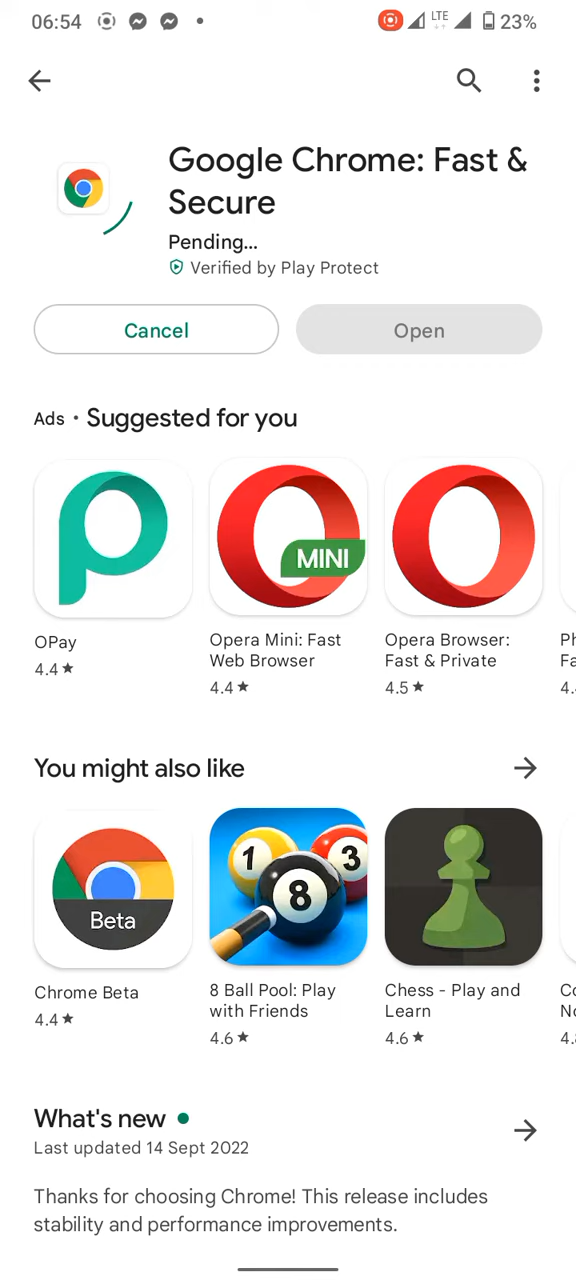 06:54
LTE
23%
Google Chrome: Fast &
Secure
Pending...
Verified by Play Protect
Cancel
Open
Ads • Suggested for you
MINI
OPay
4.4★
Opera Mini: Fast
Web Browser
4.4★
Opera Browser:
Fast & Private
4.5★
You might also like
1
3
8
Beta
Chrome Beta
4.4★
8 Ball Pool: Play
with Friends
4.6★
Chess - Play and
Learn
4.6★
What's new
Last updated 14 Sept 2022
Thanks for choosing Chrome! This release includes
stability and performance improvements.